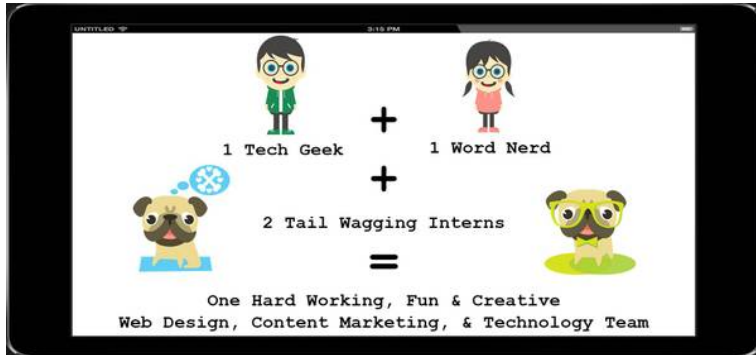 UNTITLED 3:15 PM
+
1 Tech Geek 1 Word Nerd
+
2 Tail Wagging Interns
=
One Hard Working, Fun & Creative
Web Design, Content Marketing, & Technology Team